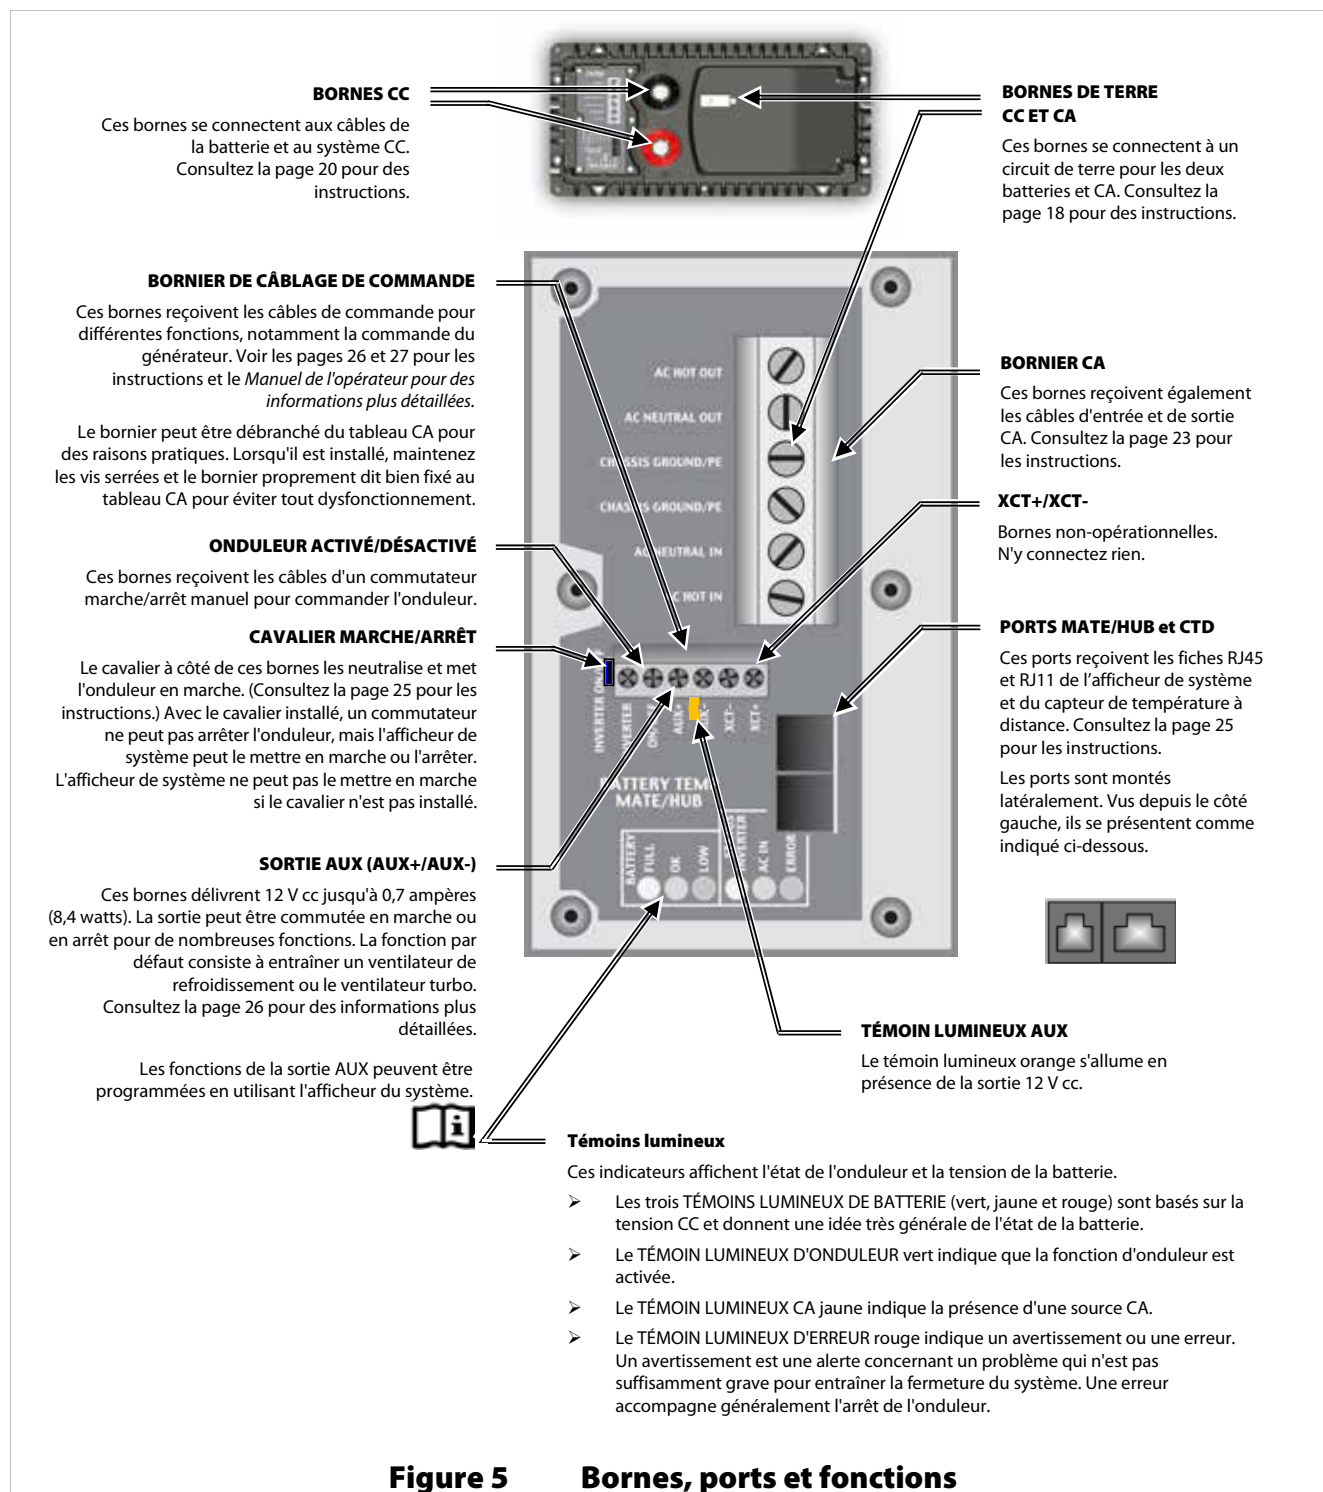 BORNES CC
Ces bornes se connectent aux câbles de
la batterie et au système CC.
Consultez la page 20 pour des
instructions.
BORNES DE TERRE
CC ET CA
Ces bornes se connectent à un
circuit de terre pour les deux
batteries et CA. Consultez la
page 18 pour des instructions.
BORNIER DE CÂBLAGE DE COMMANDE
Ces bornes reçoivent les câbles de commande pour
différentes fonctions, notamment la commande du
générateur. Voir les pages 26 et 27 pour les
instructions et le Manuel de l'opérateur pour des
informations plus détaillées.
Le bornier peut être débranché du tableau CA pour
des raisons pratiques. Lorsqu'il est installé, maintenez
les vis serrées et le bornier proprement dit bien fixé au
tableau CA pour éviter tout dysfonctionnement.
ONDULEUR ACTIVÉ/DÉSACTIVÉ
Ces bornes reçoivent les câbles d'un commutateur
marche/arrêt manuel pour commander l'onduleur.
CAVALIER MARCHE/ARRÊT
Le cavalier à côté de ces bornes les neutralise et met
l'onduleur en marche. (Consultez la page 25 pour les
instructions.) Avec le cavalier installé, un commutateur
ne peut pas arrêter l'onduleur, mais l'afficheur de
système peut le mettre en marche ou l'arrêter.
L'afficheur de système ne peut pas le mettre en marche
si le cavalier n'est pas installé.
SORTIE AUX (AUX+/AUX-)
Ces bornes délivrent 12 V cc jusqu'à 0,7 ampères
(8,4 watts). La sortie peut être commutée en marche ou
en arrêt pour de nombreuses fonctions. La fonction par
défaut consiste à entraîner un ventilateur de
refroidissement ou le ventilateur turbo.
Consultez la page 26 pour des informations plus
détaillées.
Les fonctions de la sortie AUX peuvent être
programmées en utilisant l'afficheur du système.
AC HOT OUT
AC NEUTRAL OUT
CHASSIS GROUND/PE
CHASSIS GROUND/PE
AC NEUTRAL IN
C HOT IN
INVERTER ON/
AUX+
XCT-
XCT+
BATTERY TEMP
MATE/HUB
BATTERY
FULL
OK
LOW
INVERTER
AC IN
ERROR
BORNIER CA
Ces bornes reçoivent également
les câbles d'entrée et de sortie
CA. Consultez la page 23 pour
les instructions.
XCT+/XCT-
Bornes non-opérationnelles.
N'y connectez rien.
PORTS MATE/HUB et CTD
Ces ports reçoivent les fiches RJ45
et RJ11 de l’afficheur de système
et du capteur de température à
distance. Consultez la page 25
pour les instructions.
Les ports sont montés
latéralement. Vus depuis le côté
gauche, ils se présentent comme
indiqué ci-dessous.
TÉMOIN LUMINEUX AUX
Le témoin lumineux orange s'allume en
présence de la sortie 12 V cc.
Témoins lumineux
Ces indicateurs affichent l'état de l'onduleur et la tension de la batterie.
➢ Les trois TÉMOINS LUMINEUX DE BATTERIE (vert, jaune et rouge) sont basés sur la
tension CC et donnent une idée très générale de l'état de la batterie.
➢ Le TÉMOIN LUMINEUX D'ONDULEUR vert indique que la fonction d'onduleur est
activée.
➢ Le TÉMOIN LUMINEUX CA jaune indique la présence d'une source CA.
➢ Le TÉMOIN LUMINEUX D'ERREUR rouge indique un avertissement ou une erreur.
Un avertissement est une alerte concernant un problème qui n'est pas
suffisamment grave pour entraîner la fermeture du système. Une erreur
accompagne généralement l'arrêt de l'onduleur.
Figure 5 Bornes, ports et fonctions